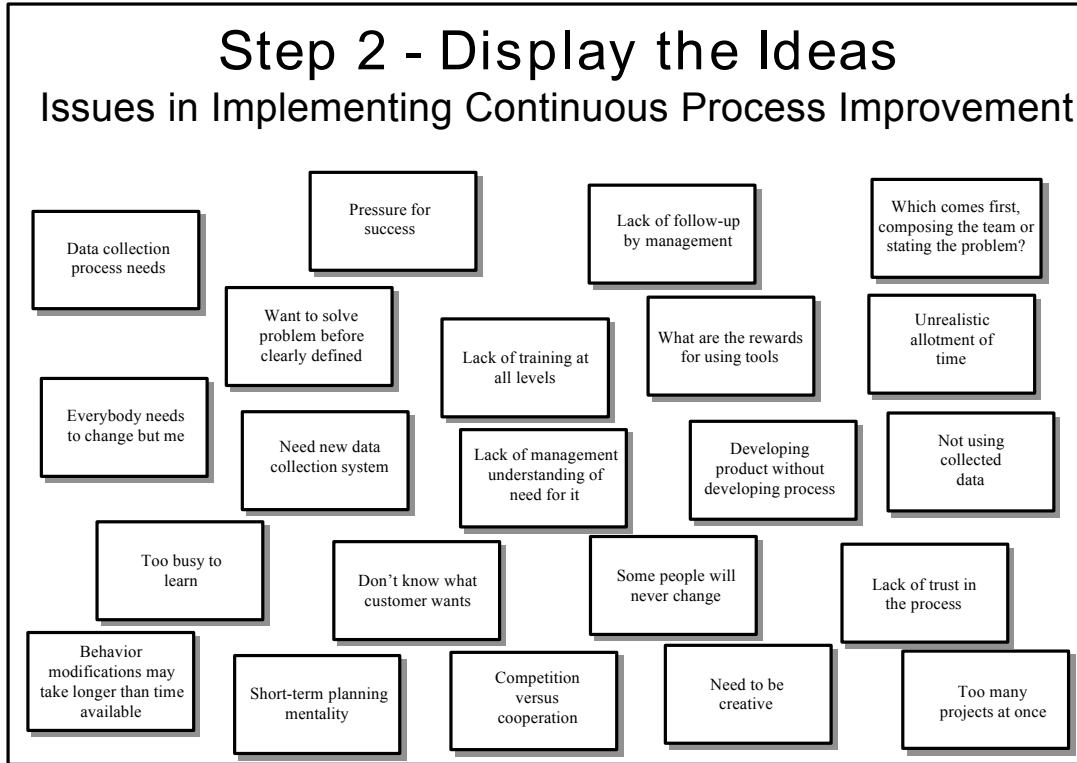 Step 2 - Display the Ideas
Issues in Implementing Continuous Process Improvement
Data collection
process needs
Pressure for
success
Lack of follow-up
by management
Which comes first,
composing the team or
stating the problem?
Want to solve
problem before
clearly defined
Lack of training at
all levels
What are the rewards
for using tools
Unrealistic
allotment of
time
Everybody needs
to change but me
Need new data
collection system
Lack of management
understanding of
need for it
Developing
product without
developing process
Not using
collected
data
Too busy to
learn
Don’t know what
customer wants
Some people will
never change
Lack of trust in
the process
Behavior
modifications may
take longer than time
available
Short-term planning
mentality
Competition
versus
cooperation
Need to be
creative
Too many
projects at once